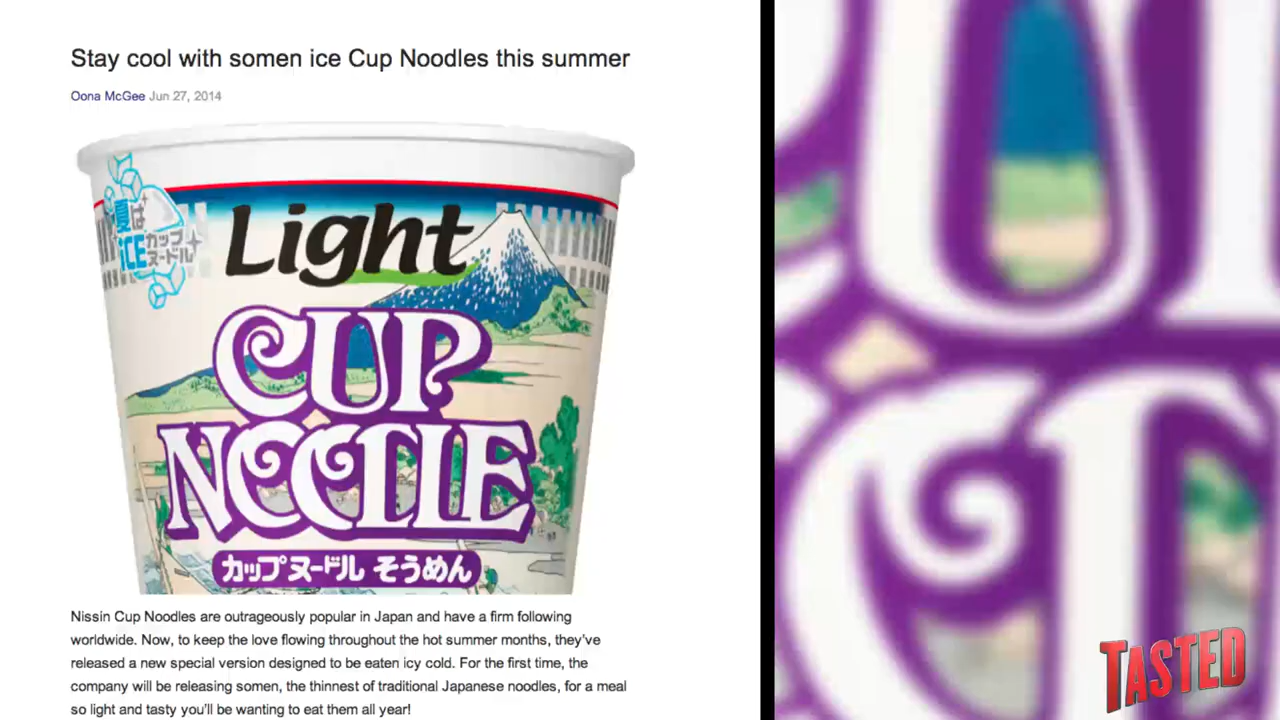 Stay cool with somen ice Cup Noodles this summer
Oona McGee Jun 27, 2014
夏は
ICE カップ
ヌードル
Light
CUP
NOODLE
カップヌードル そうめん
Nissin Cup Noodles are outrageously popular in Japan and have a firm following
worldwide. Now, to keep the love flowing throughout the hot summer months, they've
released a new special version designed to be eaten icy cold. For the first time, the
company will be releasing somen, the thinnest of traditional Japanese noodles, for a meal
so light and tasty you'll be wanting to eat them all year!
TASTED